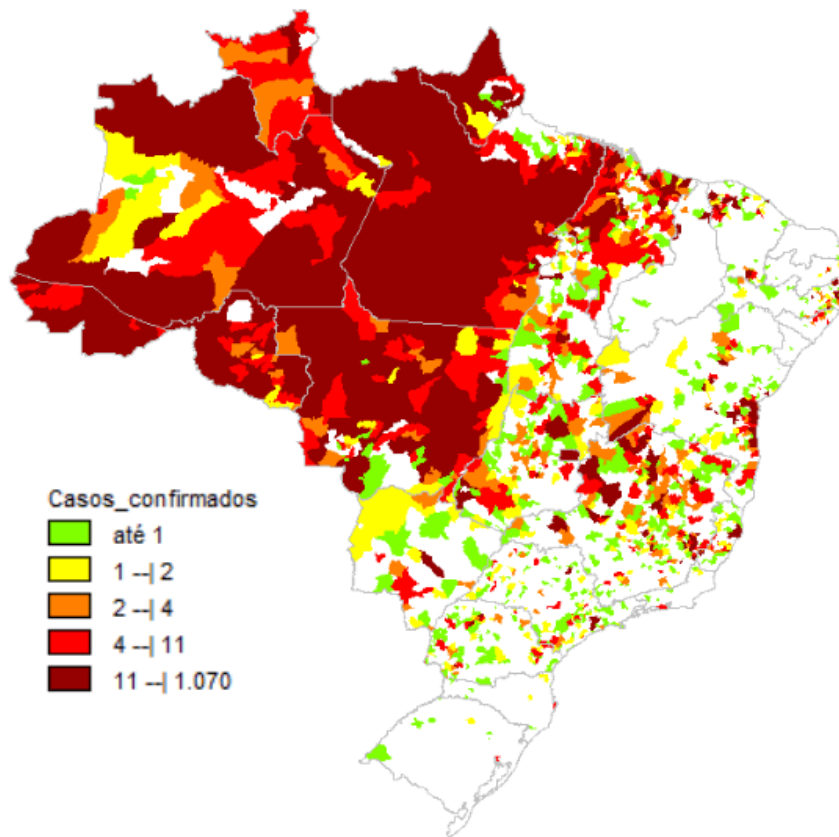 Casos_confirmados
até 1
1 --| 2
2 --| 4
4 --| 11
11 --| 1.070